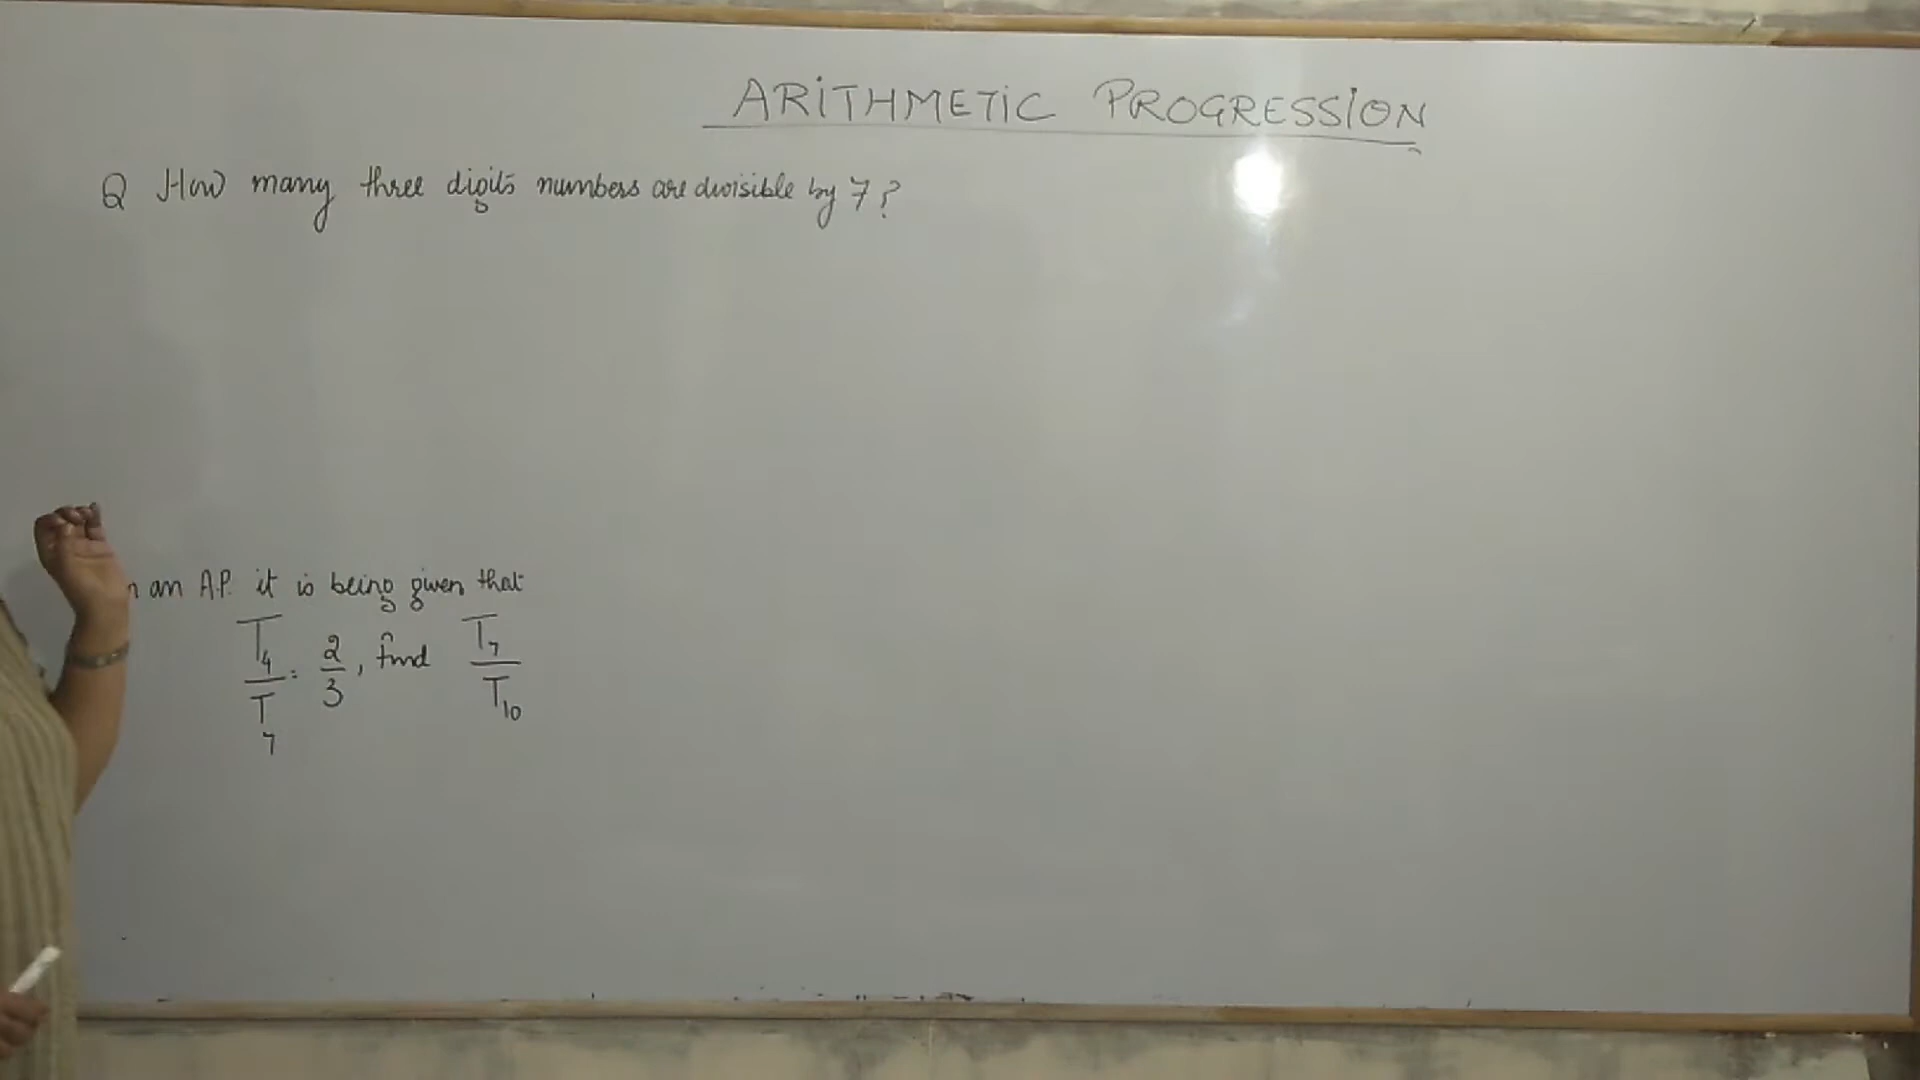 ARITHMETIC PROGRESSION
Q How many three digits numbers are divisible by 7?
an A.P. it is being given that
T4/T7 = 2/3, find T7/T10